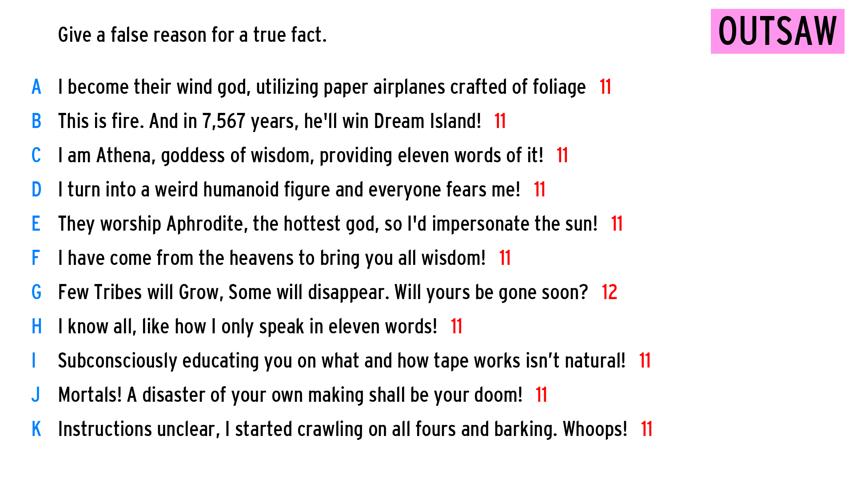 Give a false reason for a true fact.
OUTSAW
A I become their wind god, utilizing paper airplanes crafted of foliage 11
B This is fire. And in 7,567 years, he'll win Dream Island! 11
C I am Athena, goddess of wisdom, providing eleven words of it! 11
D I turn into a weird humanoid figure and everyone fears me! 11
E They worship Aphrodite, the hottest god, so I'd impersonate the sun! 11
F I have come from the heavens to bring you all wisdom! 11
G Few Tribes will Grow, Some will disappear. Will yours be gone soon? 12
H I know all, like how I only speak in eleven words! 11
I Subconsciously educating you on what and how tape works isn’t natural! 11
J Mortals! A disaster of your own making shall be your doom! 11
K Instructions unclear, I started crawling on all fours and barking. Whoops! 11